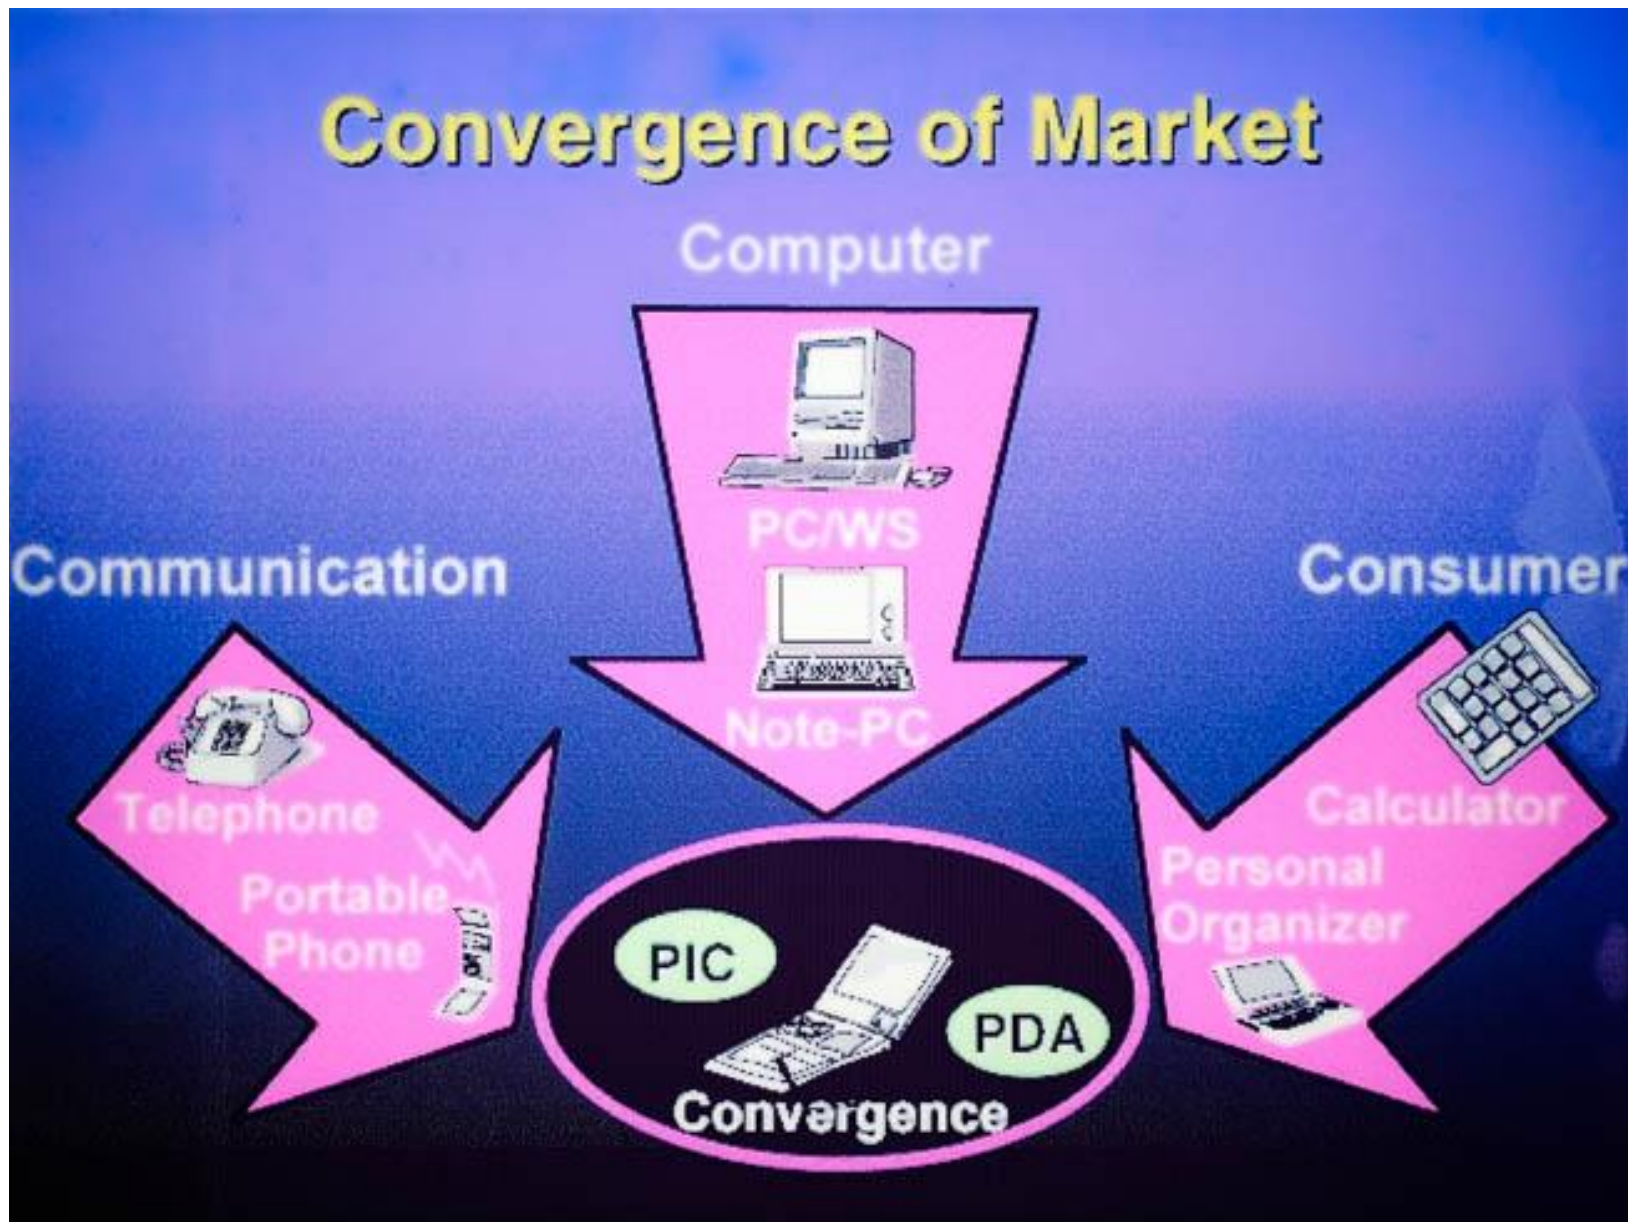 Convergence of Market
Computer
PC/WS
Note-PC
Communication
Telephone
Portable
Phone
Consumer
Calculator
Personal
Organizer
PIC
PDA
Convergence